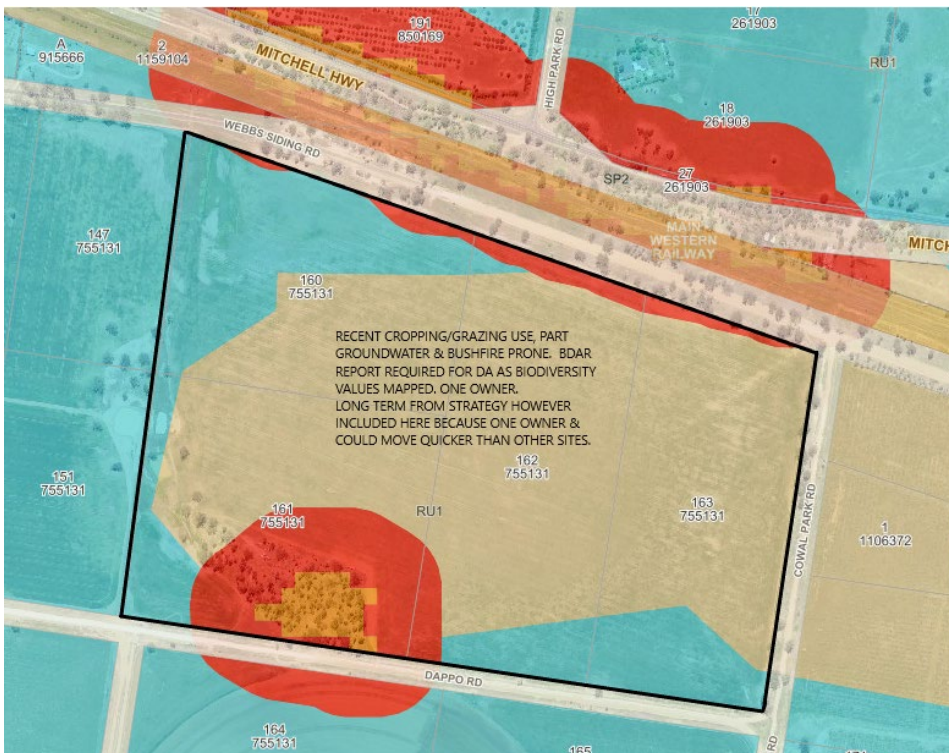 191
850169
17
261903
A
915666
2
1159104
MITCHELL HWY
HIGH PARK RD
RU1
18
261903
WEBBS SIDING RD
27
261903
SP2
147
755131
MAIN
WESTERN
RAILWAY
MITCH
160
755131
RECENT CROPPING/GRAZING USE, PART
GROUNDWATER & BUSHFIRE PRONE. BDAR
REPORT REQUIRED FOR DA AS BIODIVERSITY
VALUES MAPPED. ONE OWNER.
LONG TERM FROM STRATEGY HOWEVER
INCLUDED HERE BECAUSE ONE OWNER &
COULD MOVE QUICKER THAN OTHER SITES.
162
755131
151
755131
161
755131
RU1
163
755131
COWAL PARK RD
1
1106372
DAPPO RD
164
755131
165
RD